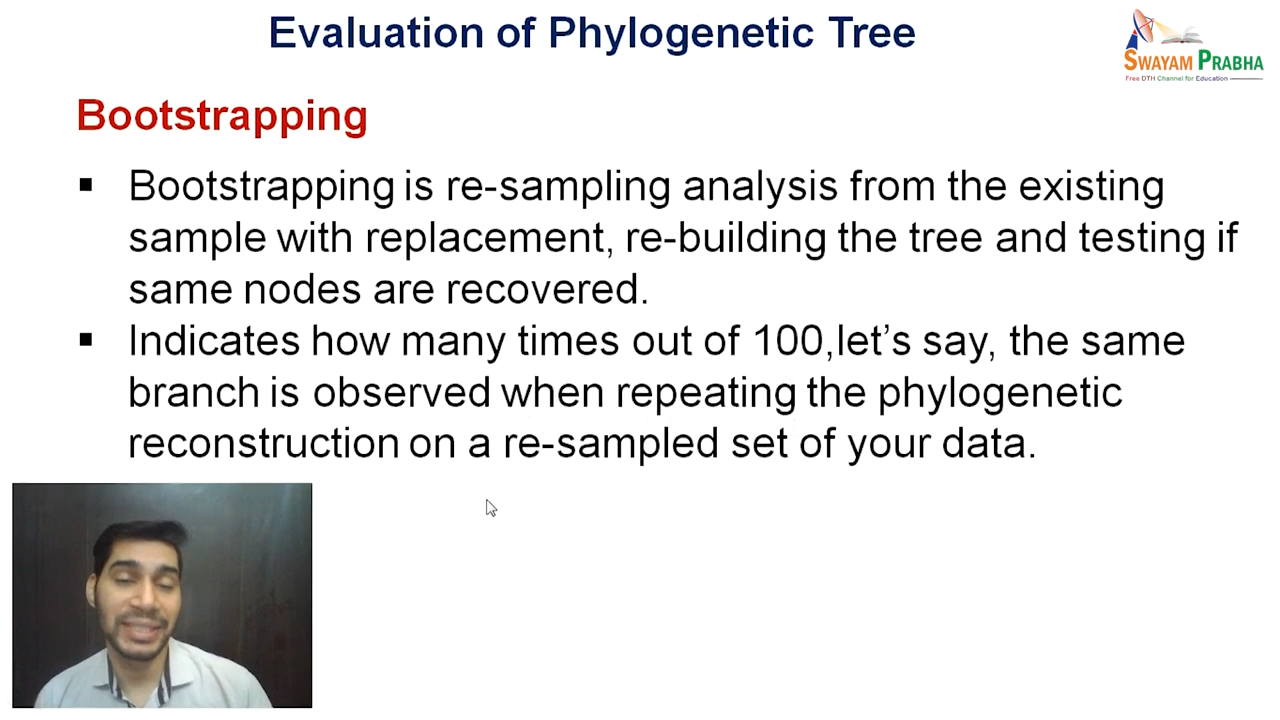 Evaluation of Phylogenetic Tree
SWAYAM PRABHA
Free DTH Channel for Education
Bootstrapping
▪ Bootstrapping is re-sampling analysis from the existing
sample with replacement, re-building the tree and testing if
same nodes are recovered.
▪ Indicates how many times out of 100,let's say, the same
branch is observed when repeating the phylogenetic
reconstruction on a re-sampled set of your data.